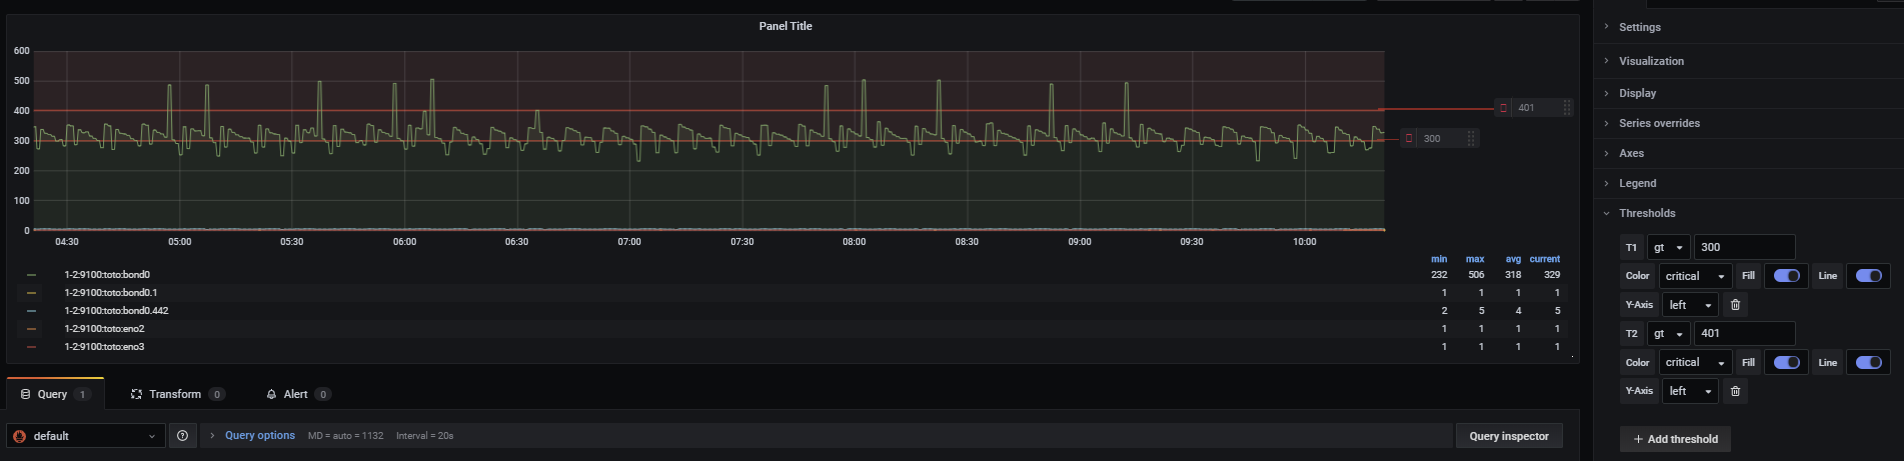 Panel Title
600
500
400
300
200
100
0
401
300
04:30 05:00 05:30 06:00 06:30 07:00 07:30 08:00 08:30 09:00 09:30 10:00
min max avg current
1-2:9100:toto:bond0 232 506 318 329
1-2:9100:toto:bond0.1 1 1 1 1
1-2:9100:toto:bond0.442 2 5 4 5
1-2:9100:toto:eno2 1 1 1 1
1-2:9100:toto:eno3 1 1 1 1
Query 1 Transform 0 Alert 0
default Query options MD = auto = 1132 Interval = 20s Query inspector
Settings
Visualization
Display
Series overrides
Axes
Legend
Thresholds
T1 gt 300
Color critical Fill Line
Y-Axis left
T2 gt 401
Color critical Fill Line
Y-Axis left
+ Add threshold